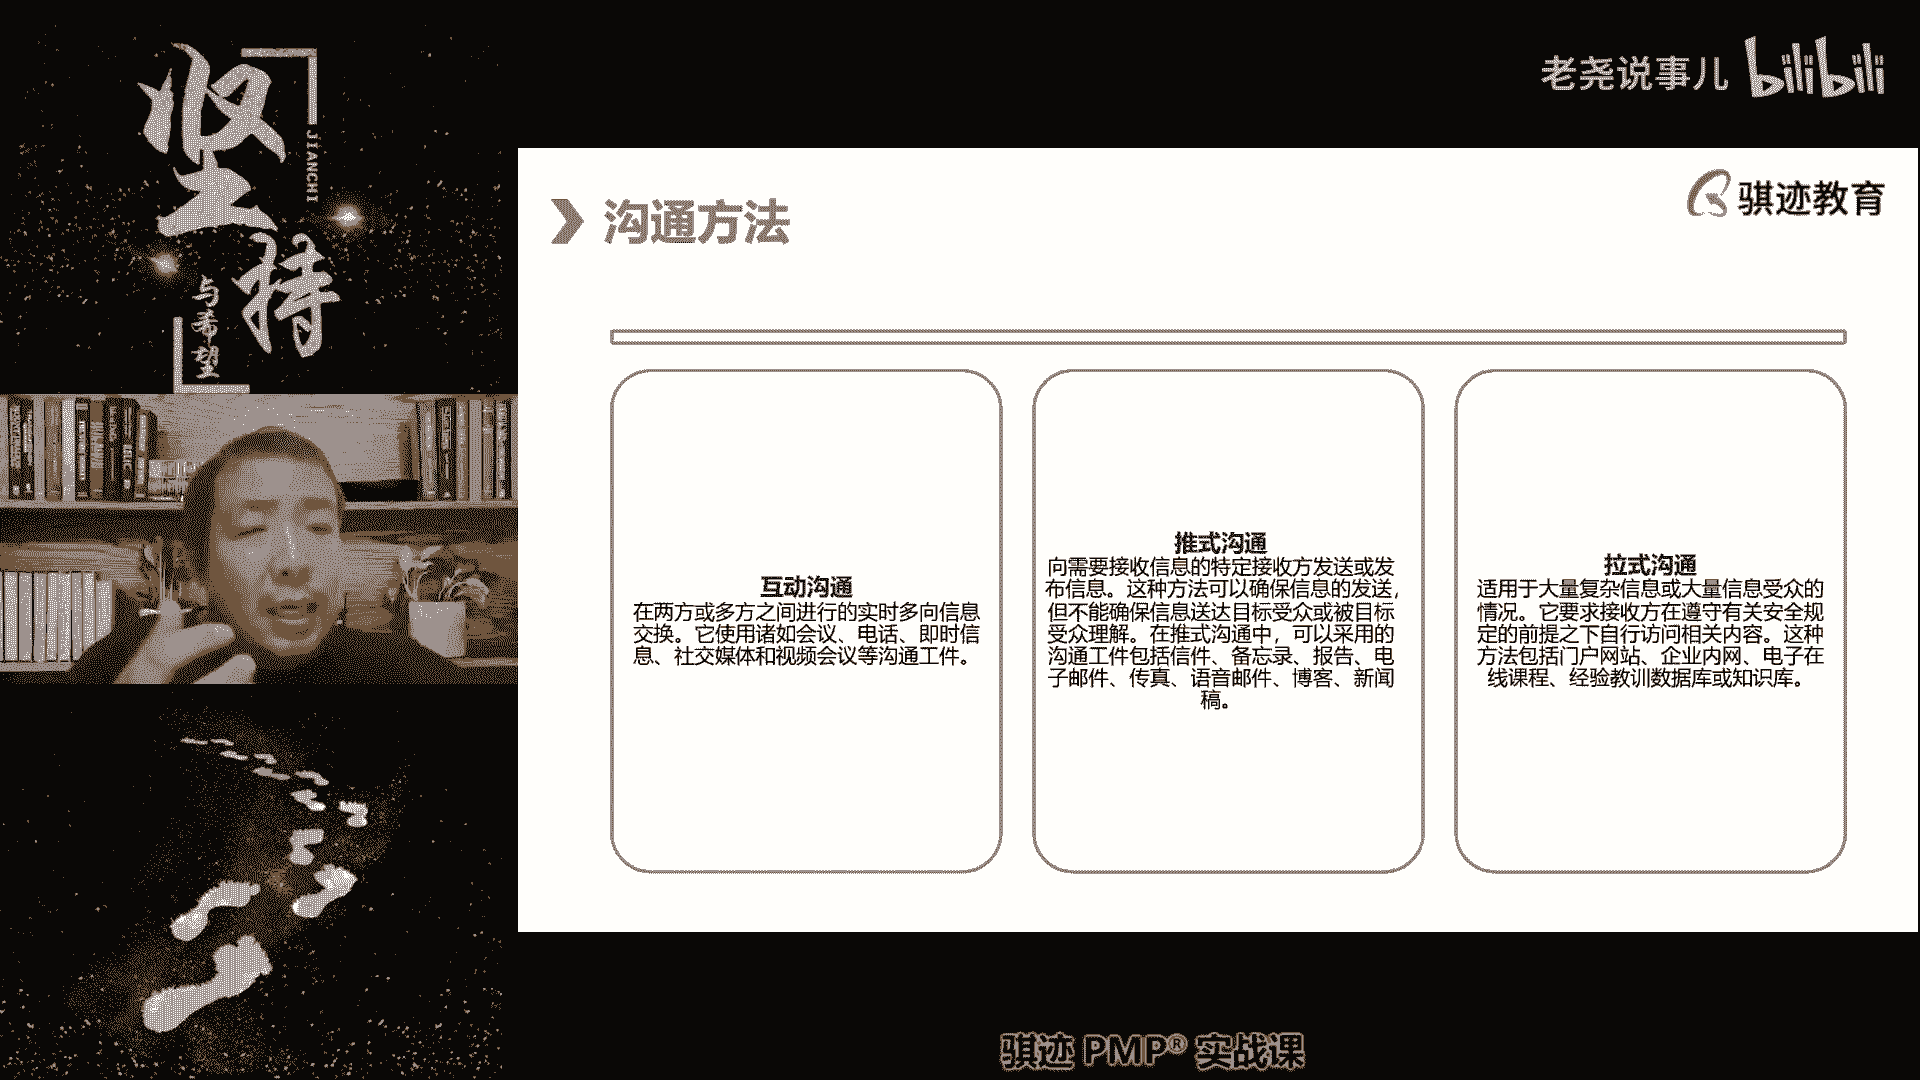 坚持
JIANCHI
与希望
老尧说事儿 bilibili
骐迹教育
沟通方法
互动沟通
在两方或多方之间进行的实时多向信息
交换。它使用诸如会议、电话、即时信
息、社交媒体和视频会议等沟通工件。
推式沟通
向需要接收信息的特定接收方发送或发
布信息。这种方法可以确保信息的发送，
但不能确保信息送达目标受众或被目标
受众理解。在推式沟通中，可以采用的
沟通工件包括信件、备忘录、报告、电
子邮件、传真、语音邮件、博客、新闻
稿。
拉式沟通
适用于大量复杂信息或大量信息受众的
情况。它要求接收方在遵守有关安全规
定的前提之下自行访问相关内容。这种
方法包括门户网站、企业内网、电子在
线课程、经验教训数据库或知识库。
骐迹 PMP® 实战课